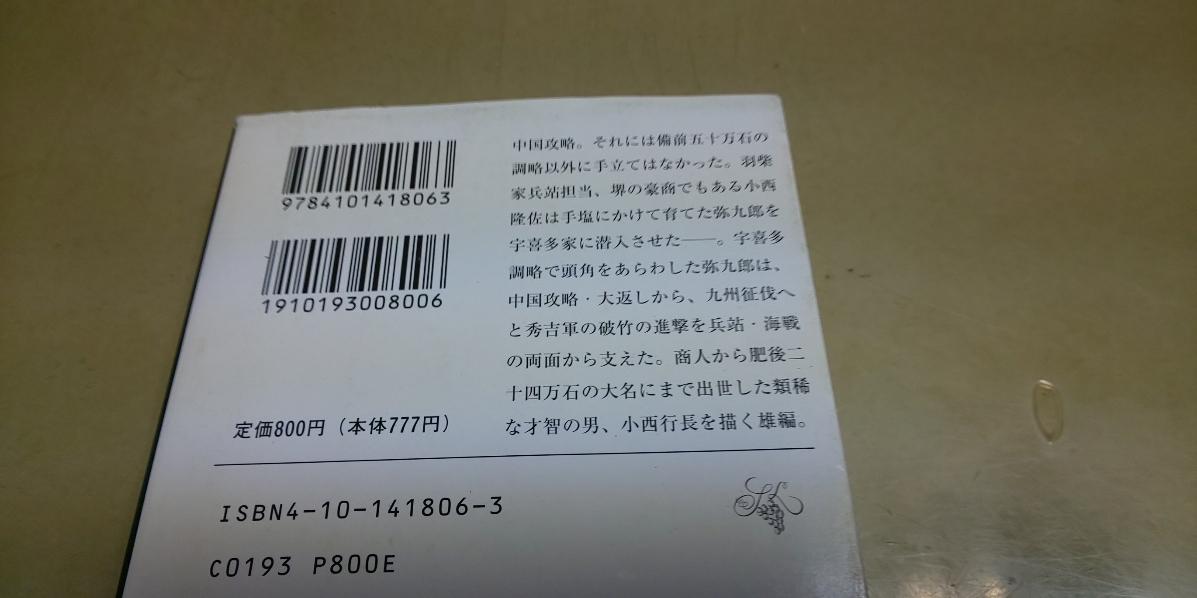 9784101418063
1910193008006
中国攻略。それには備前五十万石の
調略以外に手立てはなかった。羽柴
家兵站担当、堺の豪商でもある小西
隆佐は手塩にかけて育てた弥九郎を
宇喜多家に潜入させた――。宇喜多
調略で頭角をあらわした弥九郎は、
中国攻略・大返しから、九州征伐へ
と秀吉軍の破竹の進撃を兵站・海戦
の両面から支えた。商人から肥後二
十四万石の大名にまで出世した類稀
な才智の男、小西行長を描く雄編。
定価800円（本体777円）
ISBN4-10-141806-3
C0193 P800E